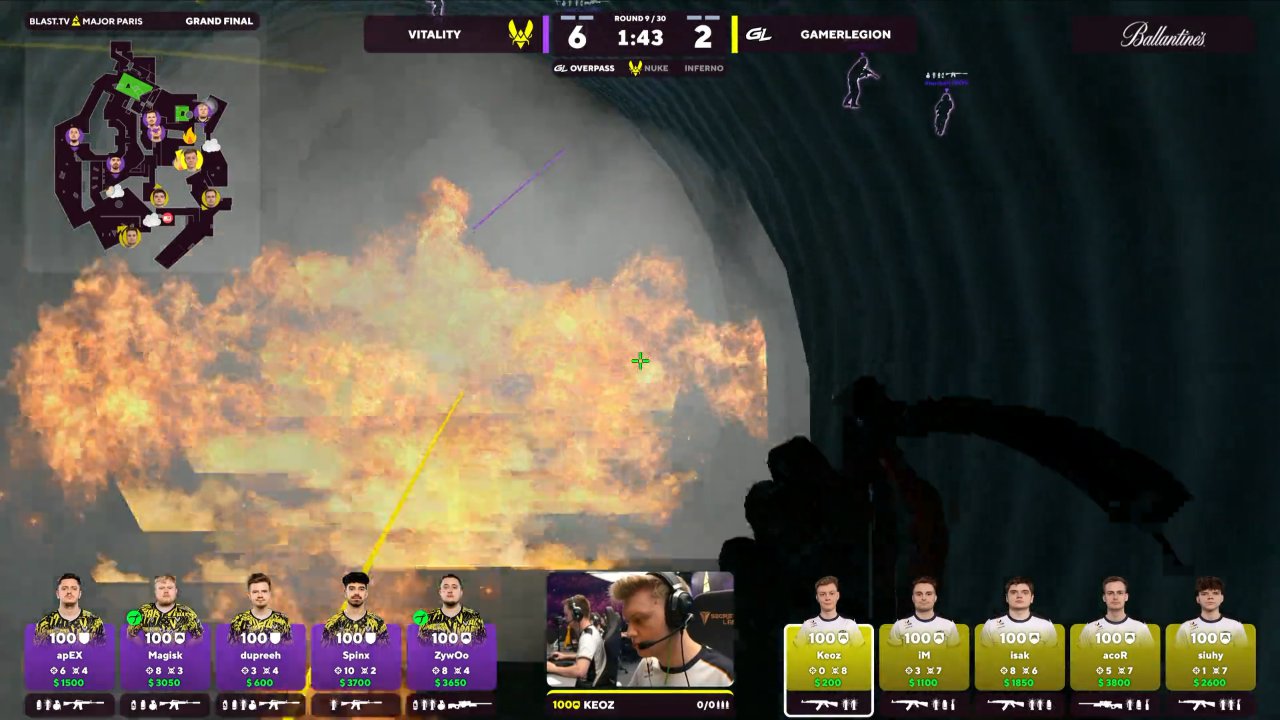 BLAST.TV MAJOR PARIS GRAND FINAL
VITALITY 6 ROUND 9 / 30 1:43 2 GL GAMERLEGION
Ballantine's
GL OVERPASS NUKE INFERNO
100 100 100 100 100 100 100 100 100 100
apEX Magisk dupreeh Spinx ZywOo Keoz iM isak acoR siuhy
6 4 8 3 3 4 10 2 8 4 0 8 3 7 8 6 5 7 1 7
$1500 $3050 $600 $3700 $3650 $200 $1100 $1850 $3800 $2600
100 KEOZ 0/0